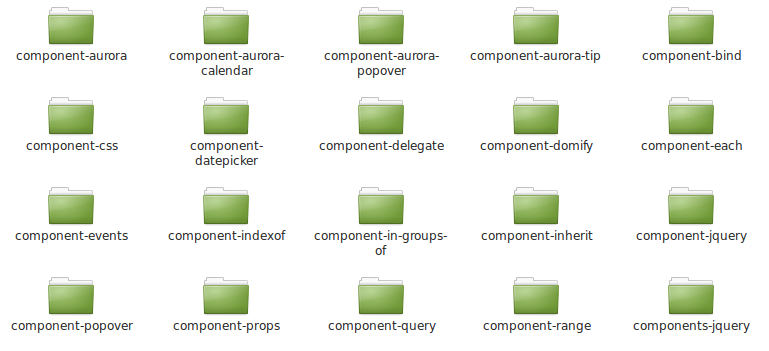 component-aurora
component-aurora-
calendar
component-aurora-
popover
component-aurora-tip
component-bind
component-css
component-
datepicker
component-delegate
component-domify
component-each
component-events
component-indexof
component-in-groups-
of
component-inherit
component-jquery
component-popover
component-props
component-query
component-range
components-jquery